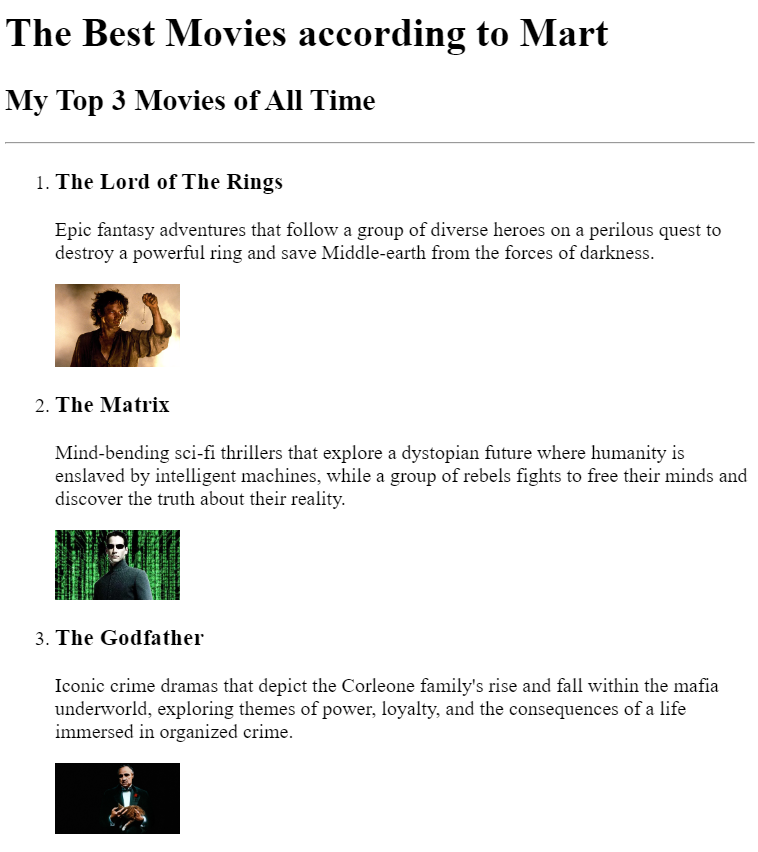 The Best Movies according to Mart
My Top 3 Movies of All Time
1. The Lord of The Rings
Epic fantasy adventures that follow a group of diverse heroes on a perilous quest to
destroy a powerful ring and save Middle-earth from the forces of darkness.
2. The Matrix
Mind-bending sci-fi thrillers that explore a dystopian future where humanity is
enslaved by intelligent machines, while a group of rebels fights to free their minds and
discover the truth about their reality.
3. The Godfather
Iconic crime dramas that depict the Corleone family's rise and fall within the mafia
underworld, exploring themes of power, loyalty, and the consequences of a life
immersed in organized crime.